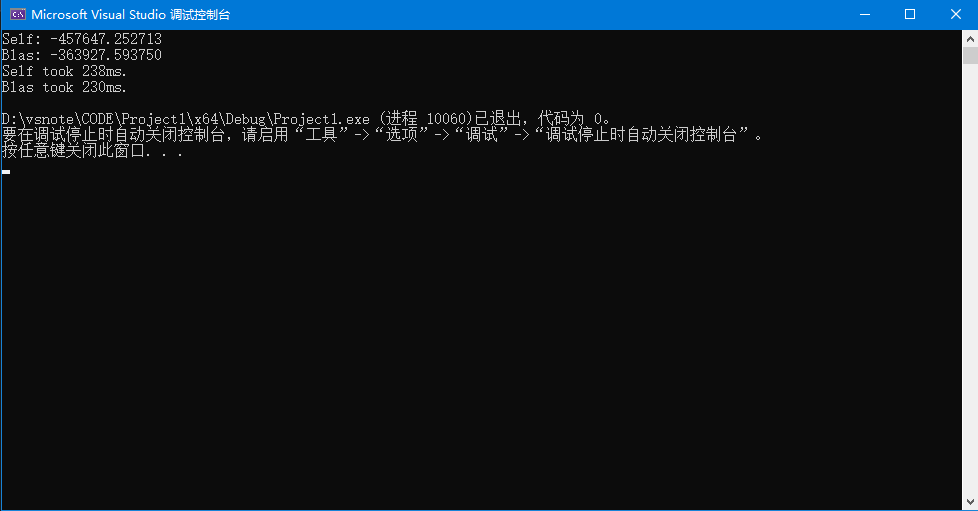 Microsoft Visual Studio 调试控制台
Self: -457647.252713
Blas: -363927.593750
Self took 238ms.
Blas took 230ms.
D:\vsnote\CODE\Project1\x64\Debug\Project1.exe (进程 10060)已退出，代码为 0。
要在调试停止时自动关闭控制台，请启用“工具”->“选项”->“调试”->“调试停止时自动关闭控制台”。
按任意键关闭此窗口. . .